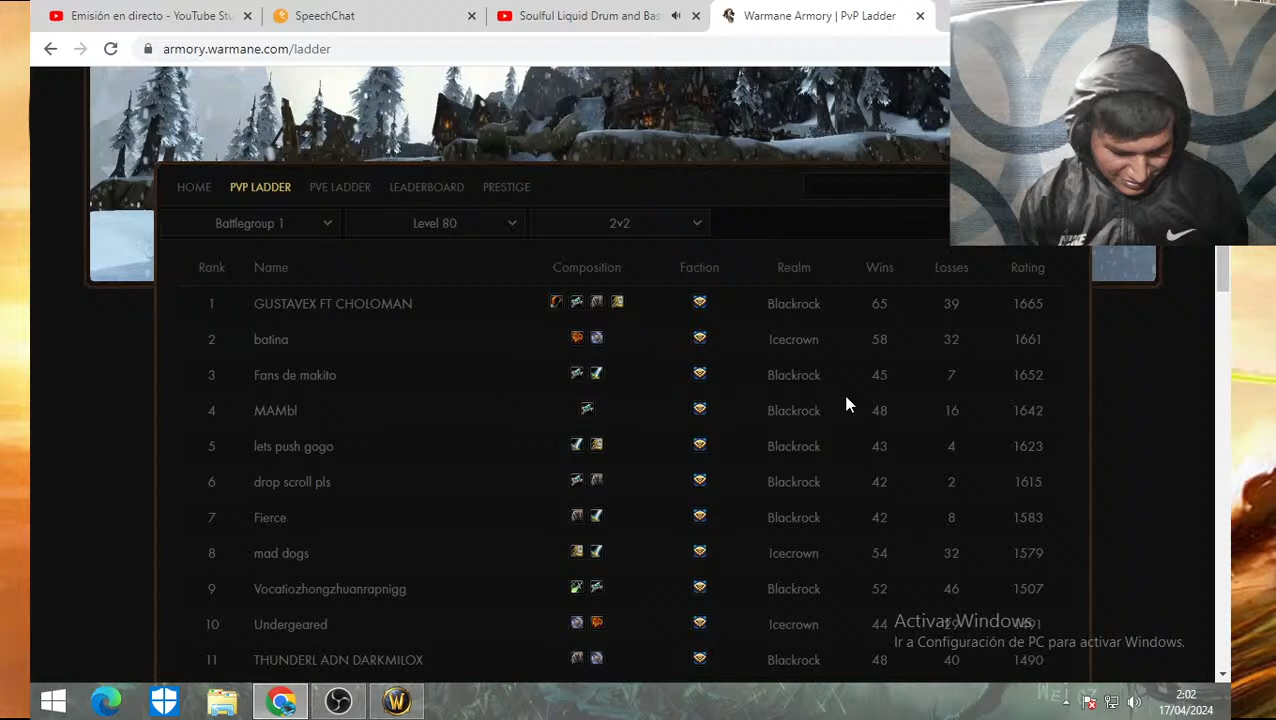 Emisión en directo - YouTube Stu
SpeechChat
Soulful Liquid Drum and Bas
Warmane Armory | PvP Ladder
armory.warmane.com/ladder
HOME PVP LADDER PVE LADDER LEADERBOARD PRESTIGE
Battlegroup 1 Level 80 2v2
Rank Name Composition Faction Realm Wins Losses Rating
1 GUSTAVEX FT CHOLOMAN Blackrock 65 39 1665
2 batina Icecrown 58 32 1661
3 Fans de makito Blackrock 45 7 1652
4 MAMbl Blackrock 48 16 1642
5 lets push gogo Blackrock 43 4 1623
6 drop scroll pls Blackrock 42 2 1615
7 Fierce Blackrock 42 8 1583
8 mad dogs Icecrown 54 32 1579
9 Vocatiozhongzhuanrapnigg Blackrock 52 46 1507
10 Undergeared Icecrown 44
Activar Windows
Ir a Configuración de PC para activar Windows.
11 THUNDERL ADN DARKMILOX Blackrock 48 40 1490
2:02
17/04/2024
NIKE